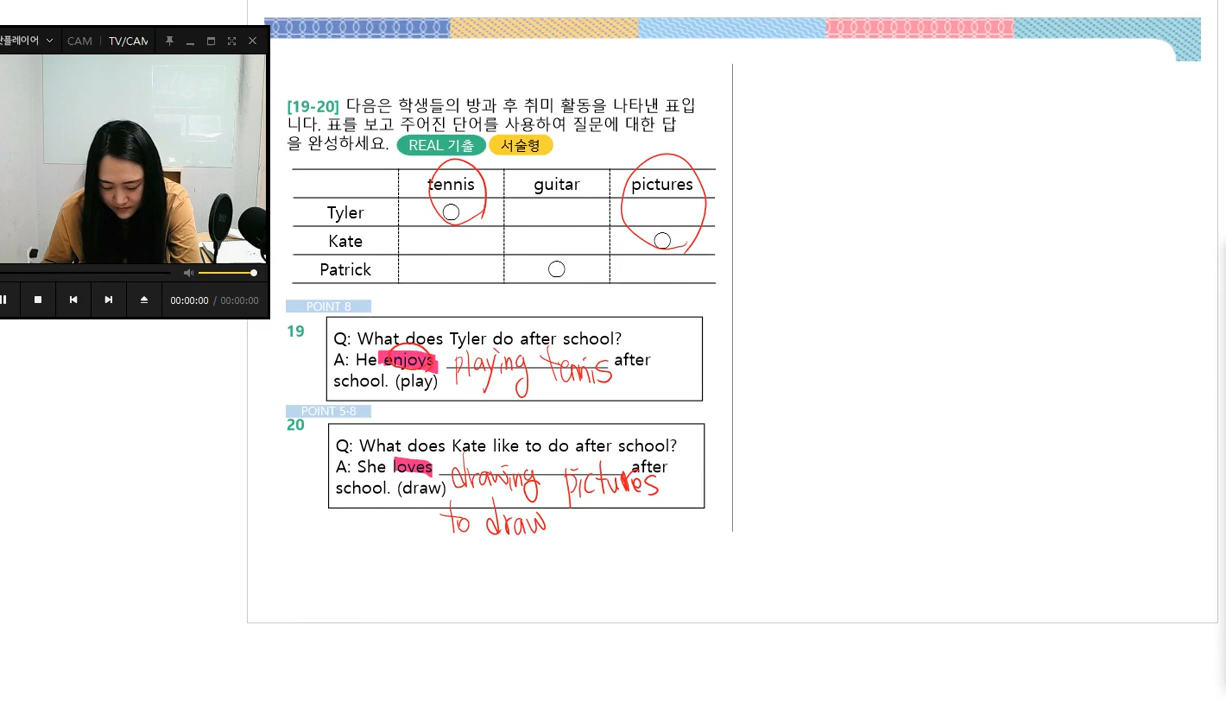 팟플레이어 CAM TV/CAM
00:00:00 / 00:00:00
[19-20] 다음은 학생들의 방과 후 취미 활동을 나타낸 표입
니다. 표를 보고 주어진 단어를 사용하여 질문에 대한 답
을 완성하세요. REAL 기출 서술형
tennis guitar pictures
Tyler
Kate
Patrick
POINT 8
19
Q: What does Tyler do after school?
A: He enjoys playing tennis after
school. (play)
POINT 5·8
20
Q: What does Kate like to do after school?
A: She loves drawing pictures after
school. (draw)
to draw